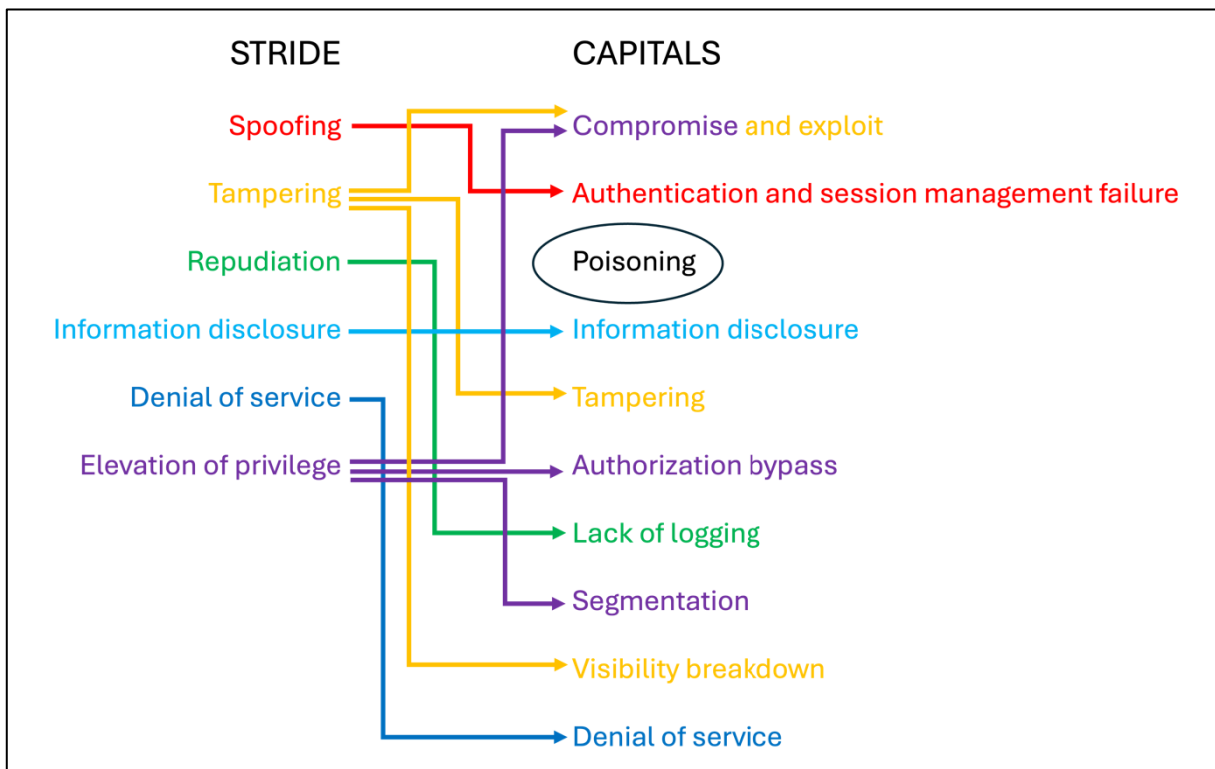 STRIDE
CAPITALS
Spoofing
Compromise and exploit
Tampering
Authentication and session management failure
Repudiation
Poisoning
Information disclosure
Information disclosure
Denial of service
Tampering
Elevation of privilege
Authorization bypass
Lack of logging
Segmentation
Visibility breakdown
Denial of service